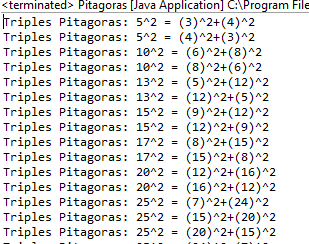 <terminated> Pitagoras [Java Application] C:\Program File
Triples Pitagoras: 5^2 = (3)^2+(4)^2
Triples Pitagoras: 5^2 = (4)^2+(3)^2
Triples Pitagoras: 10^2 = (6)^2+(8)^2
Triples Pitagoras: 10^2 = (8)^2+(6)^2
Triples Pitagoras: 13^2 = (5)^2+(12)^2
Triples Pitagoras: 13^2 = (12)^2+(5)^2
Triples Pitagoras: 15^2 = (9)^2+(12)^2
Triples Pitagoras: 15^2 = (12)^2+(9)^2
Triples Pitagoras: 17^2 = (8)^2+(15)^2
Triples Pitagoras: 17^2 = (15)^2+(8)^2
Triples Pitagoras: 20^2 = (12)^2+(16)^2
Triples Pitagoras: 20^2 = (16)^2+(12)^2
Triples Pitagoras: 25^2 = (7)^2+(24)^2
Triples Pitagoras: 25^2 = (15)^2+(20)^2
Triples Pitagoras: 25^2 = (20)^2+(15)^2